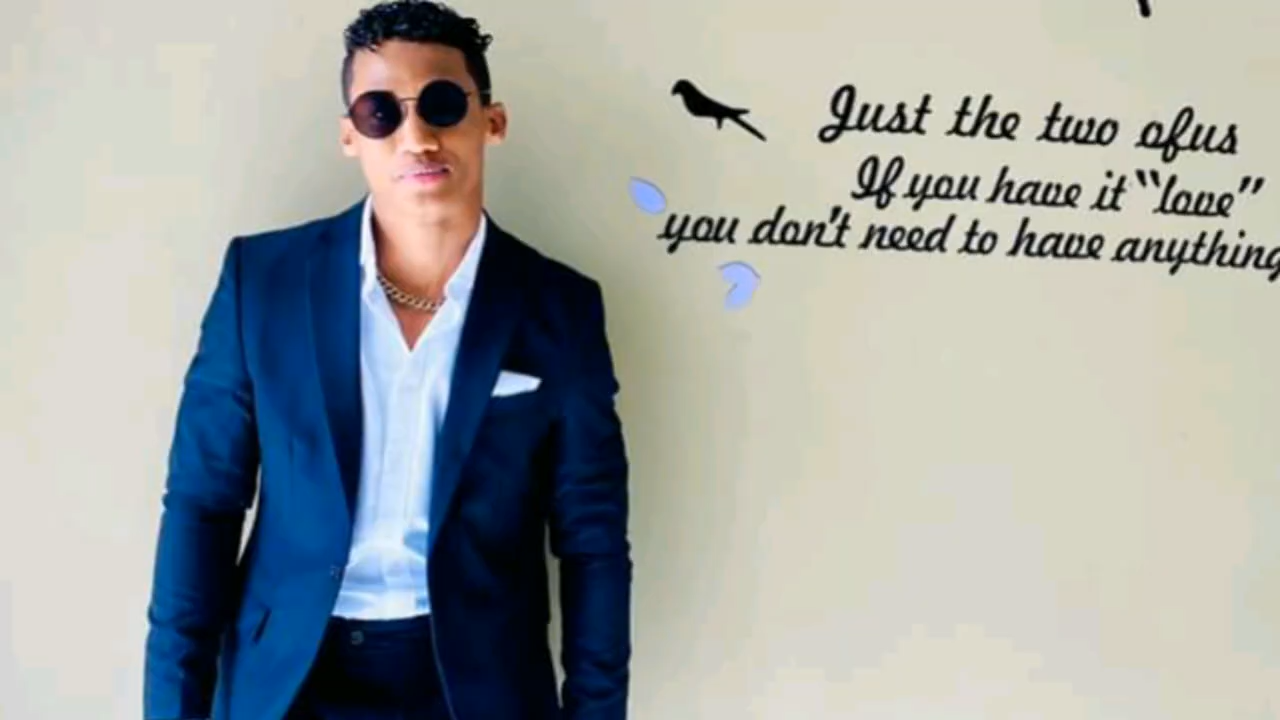 Just the two ofus
If you have it “love”
you don't need to have anything